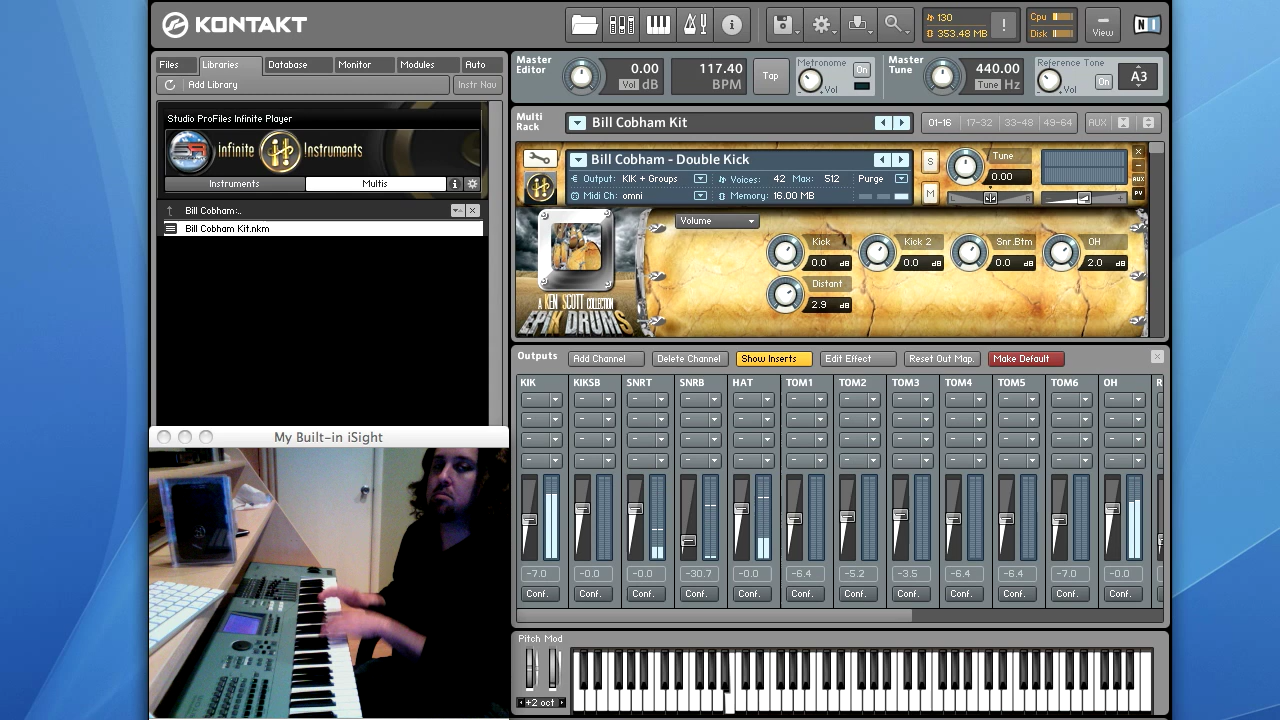 KONTAKT
130
353.48 MB
!
Cpu
Disk
View
Files Libraries Database Monitor Modules Auto
Add Library
Instr Nav
Studio ProFiles Infinite Player
infinite Instruments
Instruments Multis
Bill Cobham:..
Bill Cobham Kit.nkm
Master Editor
0.00
Vol dB
117.40
BPM
Tap
Metronome
On
Vol
Master Tune
440.00
Tune Hz
Reference Tone
On
Vol
A3
Multi Rack
Bill Cobham Kit
01-16 17-32 33-48 49-64
AUX
Bill Cobham - Double Kick
Output: KIK + Groups
Voices: 42 Max: 512 Purge
Midi Ch: omni
Memory: 16.00 MB
S
M
Tune
0.00
L R
AUX
PV
Volume
Kick
0.0 dB
Kick 2
0.0 dB
Snr.Btm
0.0 dB
OH
2.0 dB
Distant
2.9 dB
A KEN SCOTT COLLECTION
EPIK DRUMS
Outputs
Add Channel Delete Channel Show Inserts Edit Effect Reset Out Map. Make Default
KIK KIKSB SNRT SNRB HAT TOM1 TOM2 TOM3 TOM4 TOM5 TOM6 OH R
-7.0 -0.0 -0.0 -30.7 -0.0 -6.4 -5.2 -3.5 -6.4 -6.4 -7.0 -0.0
Conf. Conf. Conf. Conf. Conf. Conf. Conf. Conf. Conf. Conf. Conf. Conf.
My Built-in iSight
Pitch Mod
+2 oct